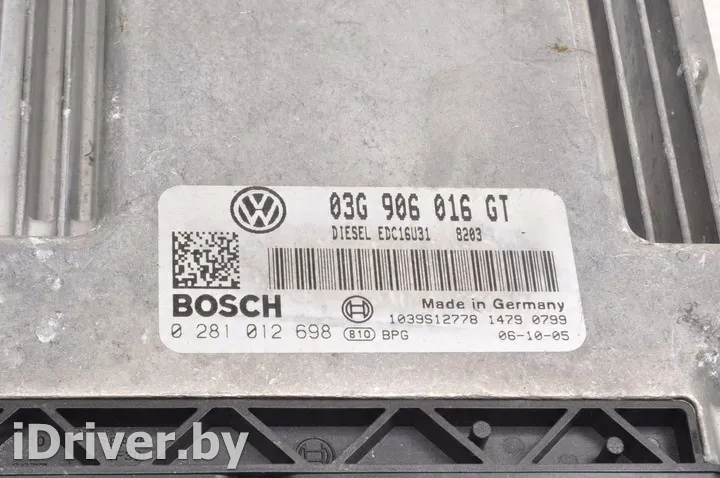 03G 906 016 GT
DIESEL EDC16U31 8203 -
BOSCH
Made in Germany
1039S12778 1479 0799
0 281 012 698 810 BPG 06-10-05
iDriver.by